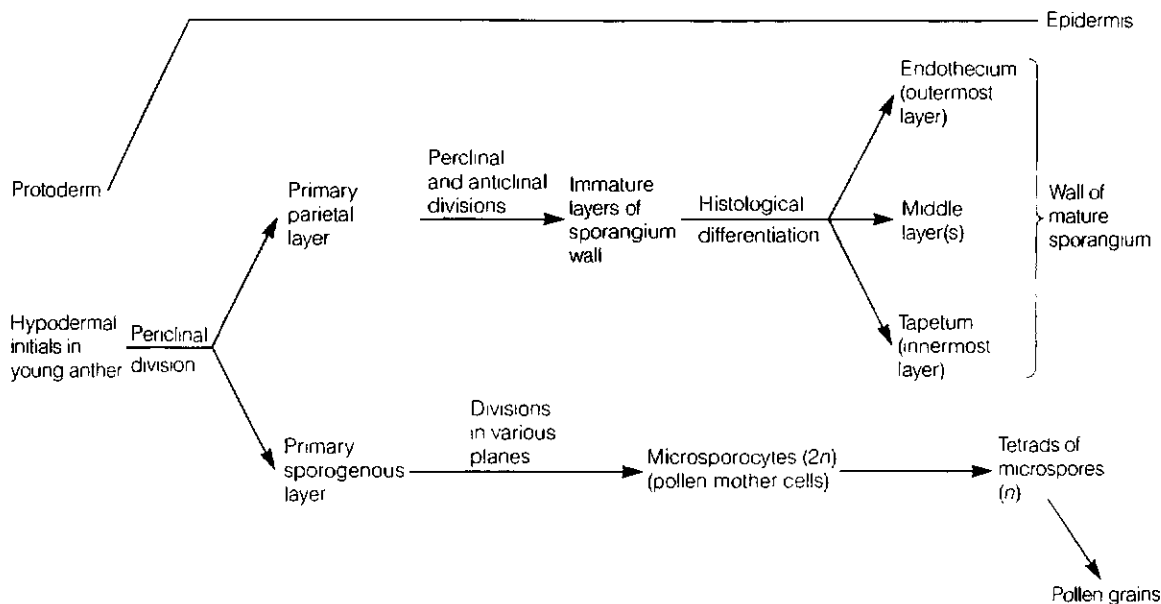 Epidermis
Endothecium
(outermost
layer)
Protoderm
Primary
parietal
layer
Perclinal
and anticlinal
divisions
Immature
layers of
sporangium
wall
Histological
differentiation
Middle
layer(s)
Wall of
mature
sporangium
Hypodermal
initials in
young anther
Periclinal
division
Tapetum
(innermost
layer)
Primary
sporogenous
layer
Divisions
in various
planes
Microsporocytes (2n)
(pollen mother cells)
Tetrads of
microspores
(n)
Pollen grains